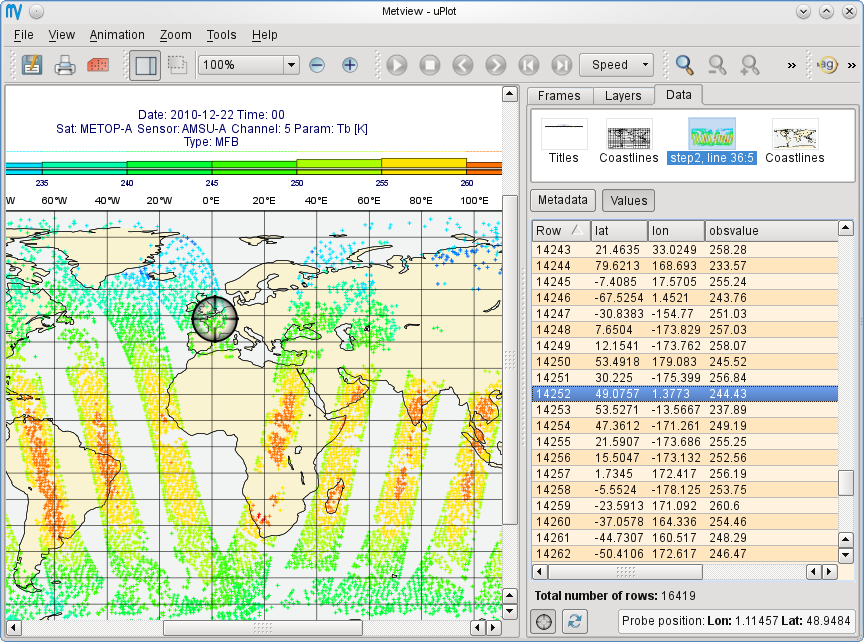 Metview - uPlot
File View Animation Zoom Tools Help
100% Speed » ag »
Date: 2010-12-22 Time: 00
Sat: METOP-A Sensor: AMSU-A Channel: 5 Param: Tb [K]
Type: MFB
235 240 245 250 255 260
W 60°W 40°W 20°W 0°E 20°E 40°E 60°E 80°E 100°E
Frames Layers Data
Titles Coastlines step2, line 36:5 Coastlines
Metadata Values
Row lat lon obsvalue
14243 21.4635 33.0249 258.28
14244 79.6213 168.693 233.57
14245 -7.4085 17.5705 255.24
14246 -67.5254 1.4521 243.76
14247 -30.8383 -154.77 251.03
14248 7.6504 -173.829 257.03
14249 12.1541 -173.762 258.07
14250 53.4918 179.083 245.52
14251 30.225 -175.399 256.84
14252 49.0757 1.3773 244.43
14253 53.5271 -13.5667 237.89
14254 47.3612 -171.261 249.19
14255 21.5907 -173.686 255.25
14256 15.5047 -173.132 252.56
14257 1.7345 172.417 256.19
14258 -5.5524 -178.125 253.75
14259 -23.5913 171.092 260.6
14260 -37.0578 164.336 254.46
14261 -44.7307 160.517 248.29
14262 -50.4106 172.617 246.47
Total number of rows: 16419
Probe position: Lon: 1.11457 Lat: 48.9484